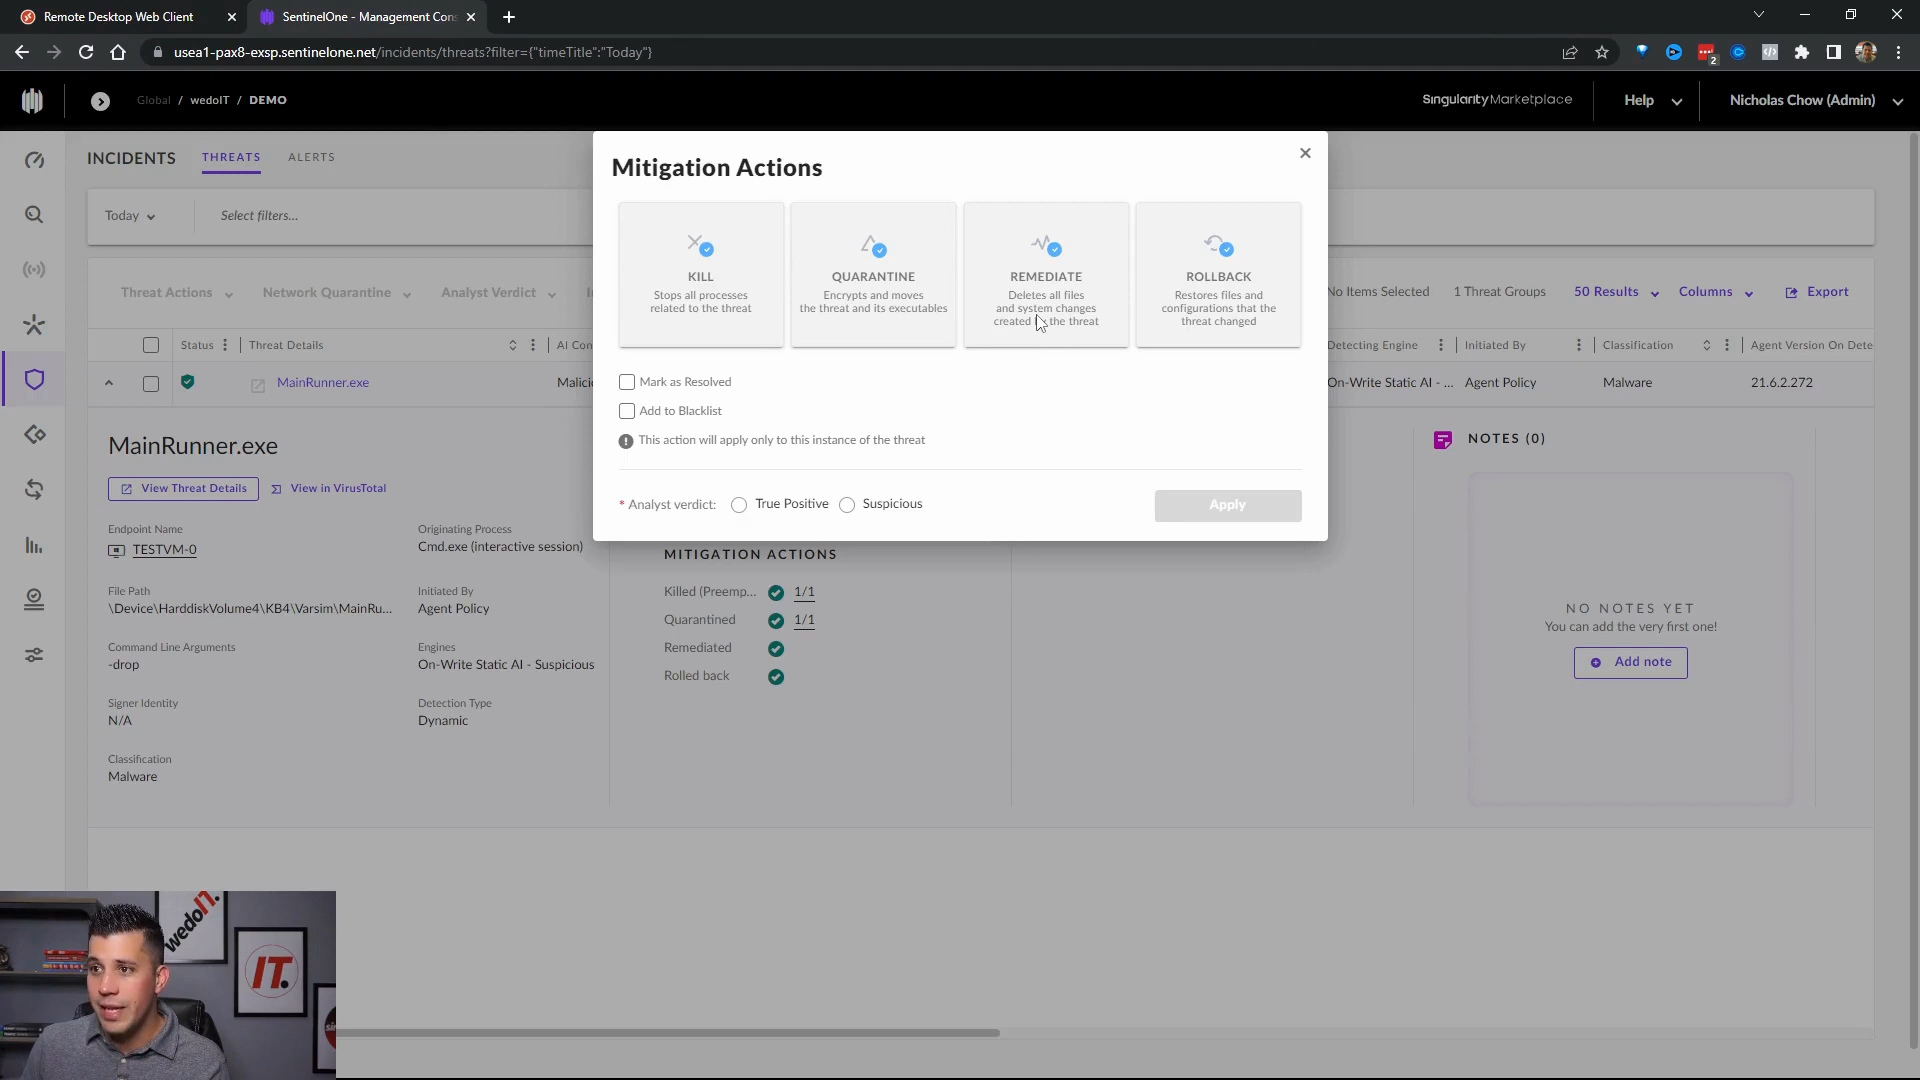 Remote Desktop Web Client
SentinelOne - Management Cons
usea1-pax8-exsp.sentinelone.net/incidents/threats?filter={"timeTitle":"Today"}
2
Global / wedoIT / DEMO
Singularity Marketplace
Help
Nicholas Chow (Admin)
INCIDENTS THREATS ALERTS
Today
Select filters...
Threat Actions
Network Quarantine
Analyst Verdict
No Items Selected
1 Threat Groups
50 Results
Columns
Export
Status
Threat Details
AI Con
Detecting Engine
Initiated By
Classification
Agent Version On Dete
MainRunner.exe
Malici
On-Write Static AI - ...
Agent Policy
Malware
21.6.2.272
Mitigation Actions
KILL
Stops all processes
related to the threat
QUARANTINE
Encrypts and moves
the threat and its executables
REMEDIATE
Deletes all files
and system changes
created by the threat
ROLLBACK
Restores files and
configurations that the
threat changed
Mark as Resolved
Add to Blacklist
This action will apply only to this instance of the threat
* Analyst verdict:
True Positive
Suspicious
Apply
MainRunner.exe
View Threat Details
View in VirusTotal
Endpoint Name
TESTVM-0
File Path
\Device\HarddiskVolume4\KB4\Varsim\MainRu...
Command Line Arguments
-drop
Signer Identity
N/A
Classification
Malware
Originating Process
Cmd.exe (interactive session)
Initiated By
Agent Policy
Engines
On-Write Static AI - Suspicious
Detection Type
Dynamic
MITIGATION ACTIONS
Killed (Preemp... 1/1
Quarantined 1/1
Remediated
Rolled back
NOTES (0)
NO NOTES YET
You can add the very first one!
Add note
wedoIT.
IT.